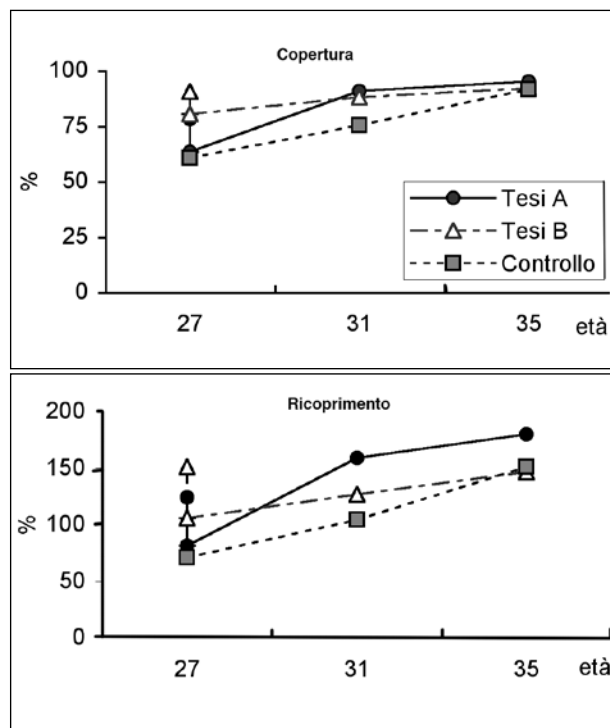 Copertura
100
75
50
25
0
%
Tesi A
Tesi B
Controllo
27 31 35 età
Ricoprimento
200
150
100
50
0
%
27 31 35 età